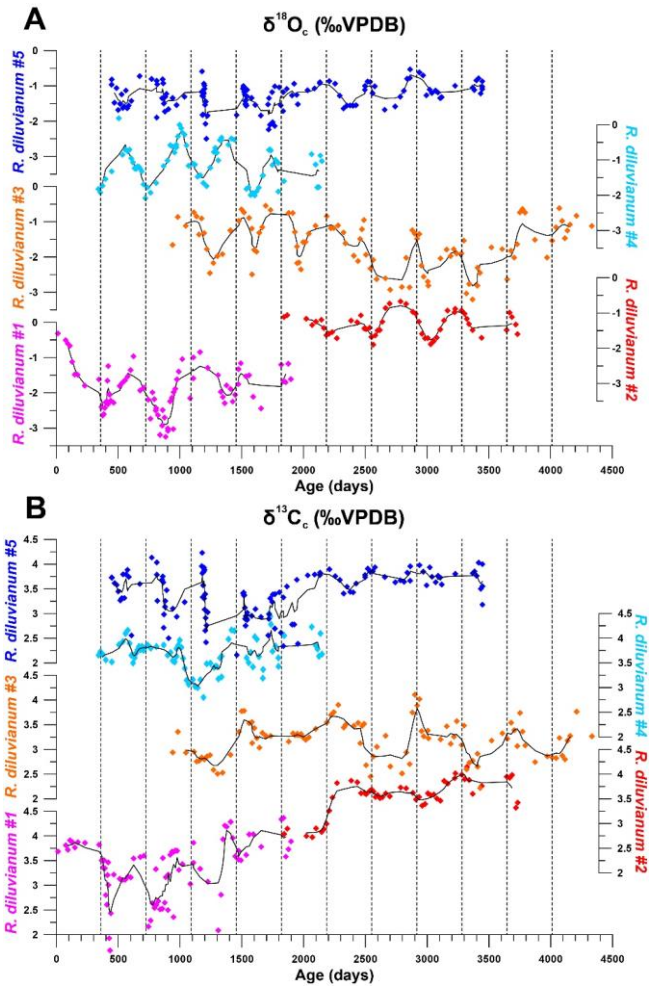 A
δ¹⁸Oc (‰VPDB)
0
-1
-2
-3
R. diluvianum #5
0
-1
-2
-3
R. diluvianum #4
0
-1
-2
-3
R. diluvianum #3
0
-1
-2
-3
R. diluvianum #2
0
-1
-2
-3
R. diluvianum #1
0 500 1000 1500 2000 2500 3000 3500 4000 4500
Age (days)
B
δ¹³Cc (‰VPDB)
4.5
4
3.5
3
2.5
2
R. diluvianum #5
4.5
4
3.5
3
2.5
2
R. diluvianum #4
4.5
4
3.5
3
2.5
2
R. diluvianum #3
4.5
4
3.5
3
2.5
2
R. diluvianum #2
4.5
4
3.5
3
2.5
2
R. diluvianum #1
0 500 1000 1500 2000 2500 3000 3500 4000 4500
Age (days)